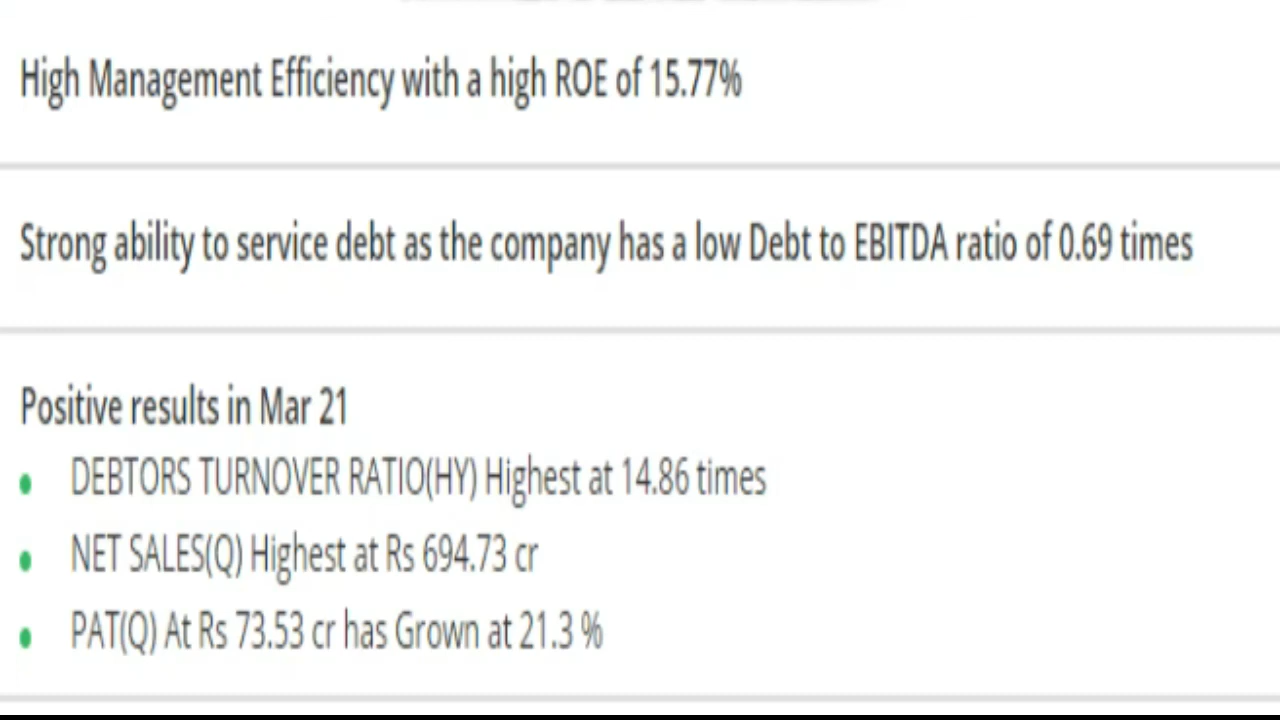 High Management Efficiency with a high ROE of 15.77%
Strong ability to service debt as the company has a low Debt to EBITDA ratio of 0.69 times
Positive results in Mar 21
DEBTORS TURNOVER RATIO(HY) Highest at 14.86 times
NET SALES(Q) Highest at Rs 694.73 cr
PAT(Q) At Rs 73.53 cr has Grown at 21.3 %